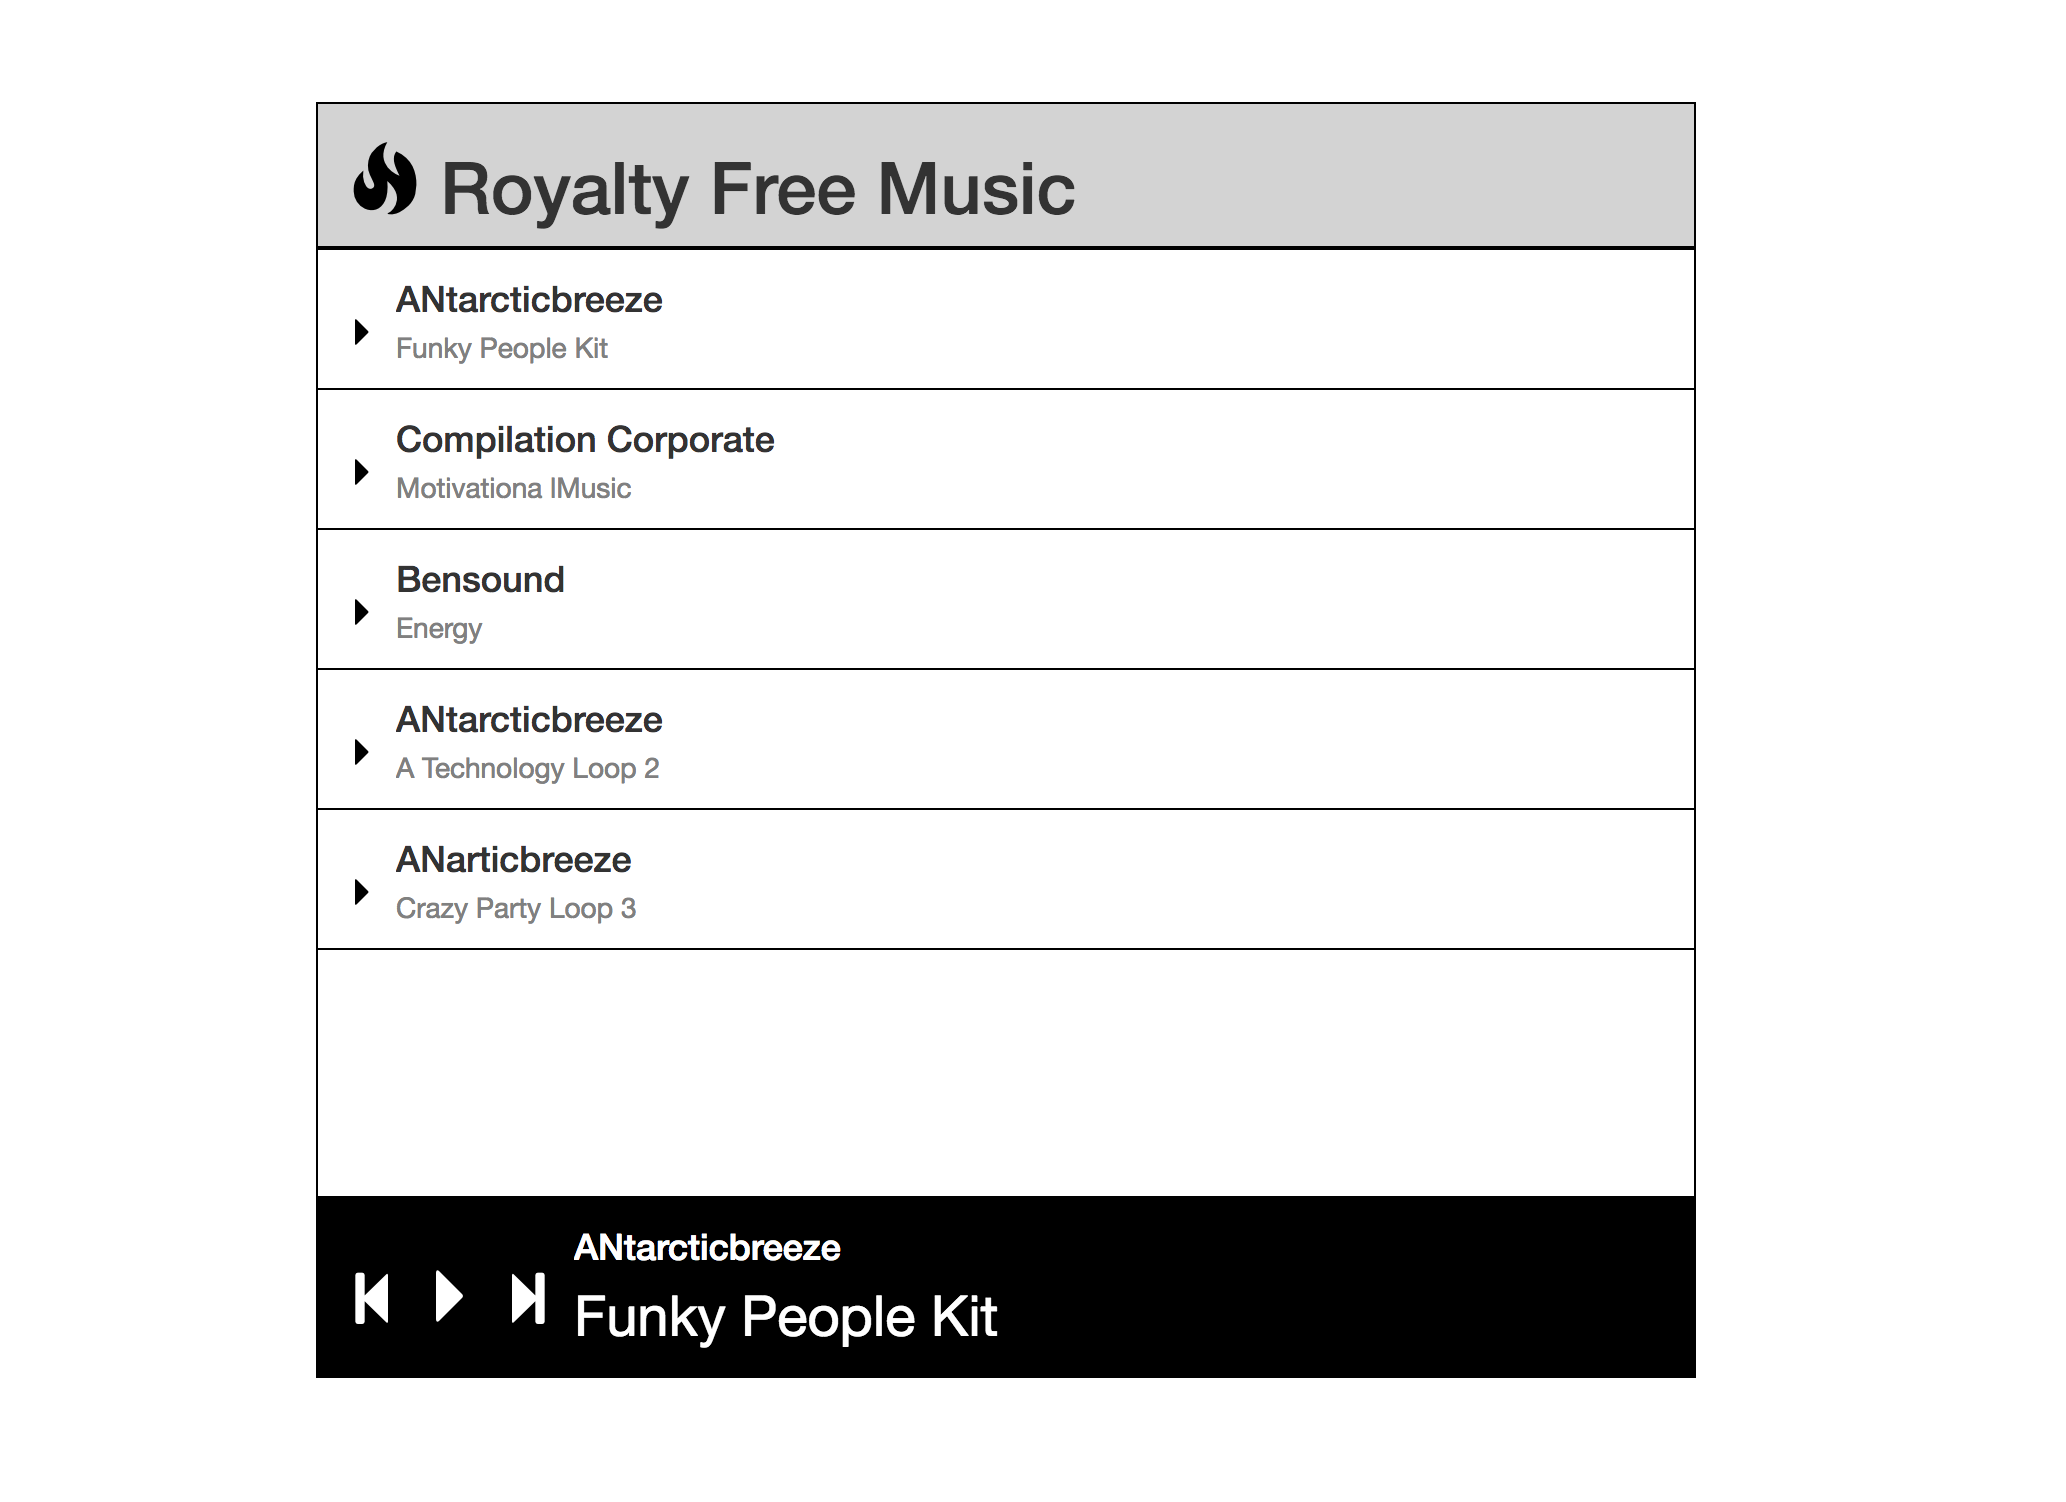 Royalty Free Music
ANtarcticbreeze
Funky People Kit
Compilation Corporate
Motivationa lMusic
Bensound
Energy
ANtarcticbreeze
A Technology Loop 2
ANarticbreeze
Crazy Party Loop 3
ANtarcticbreeze
Funky People Kit